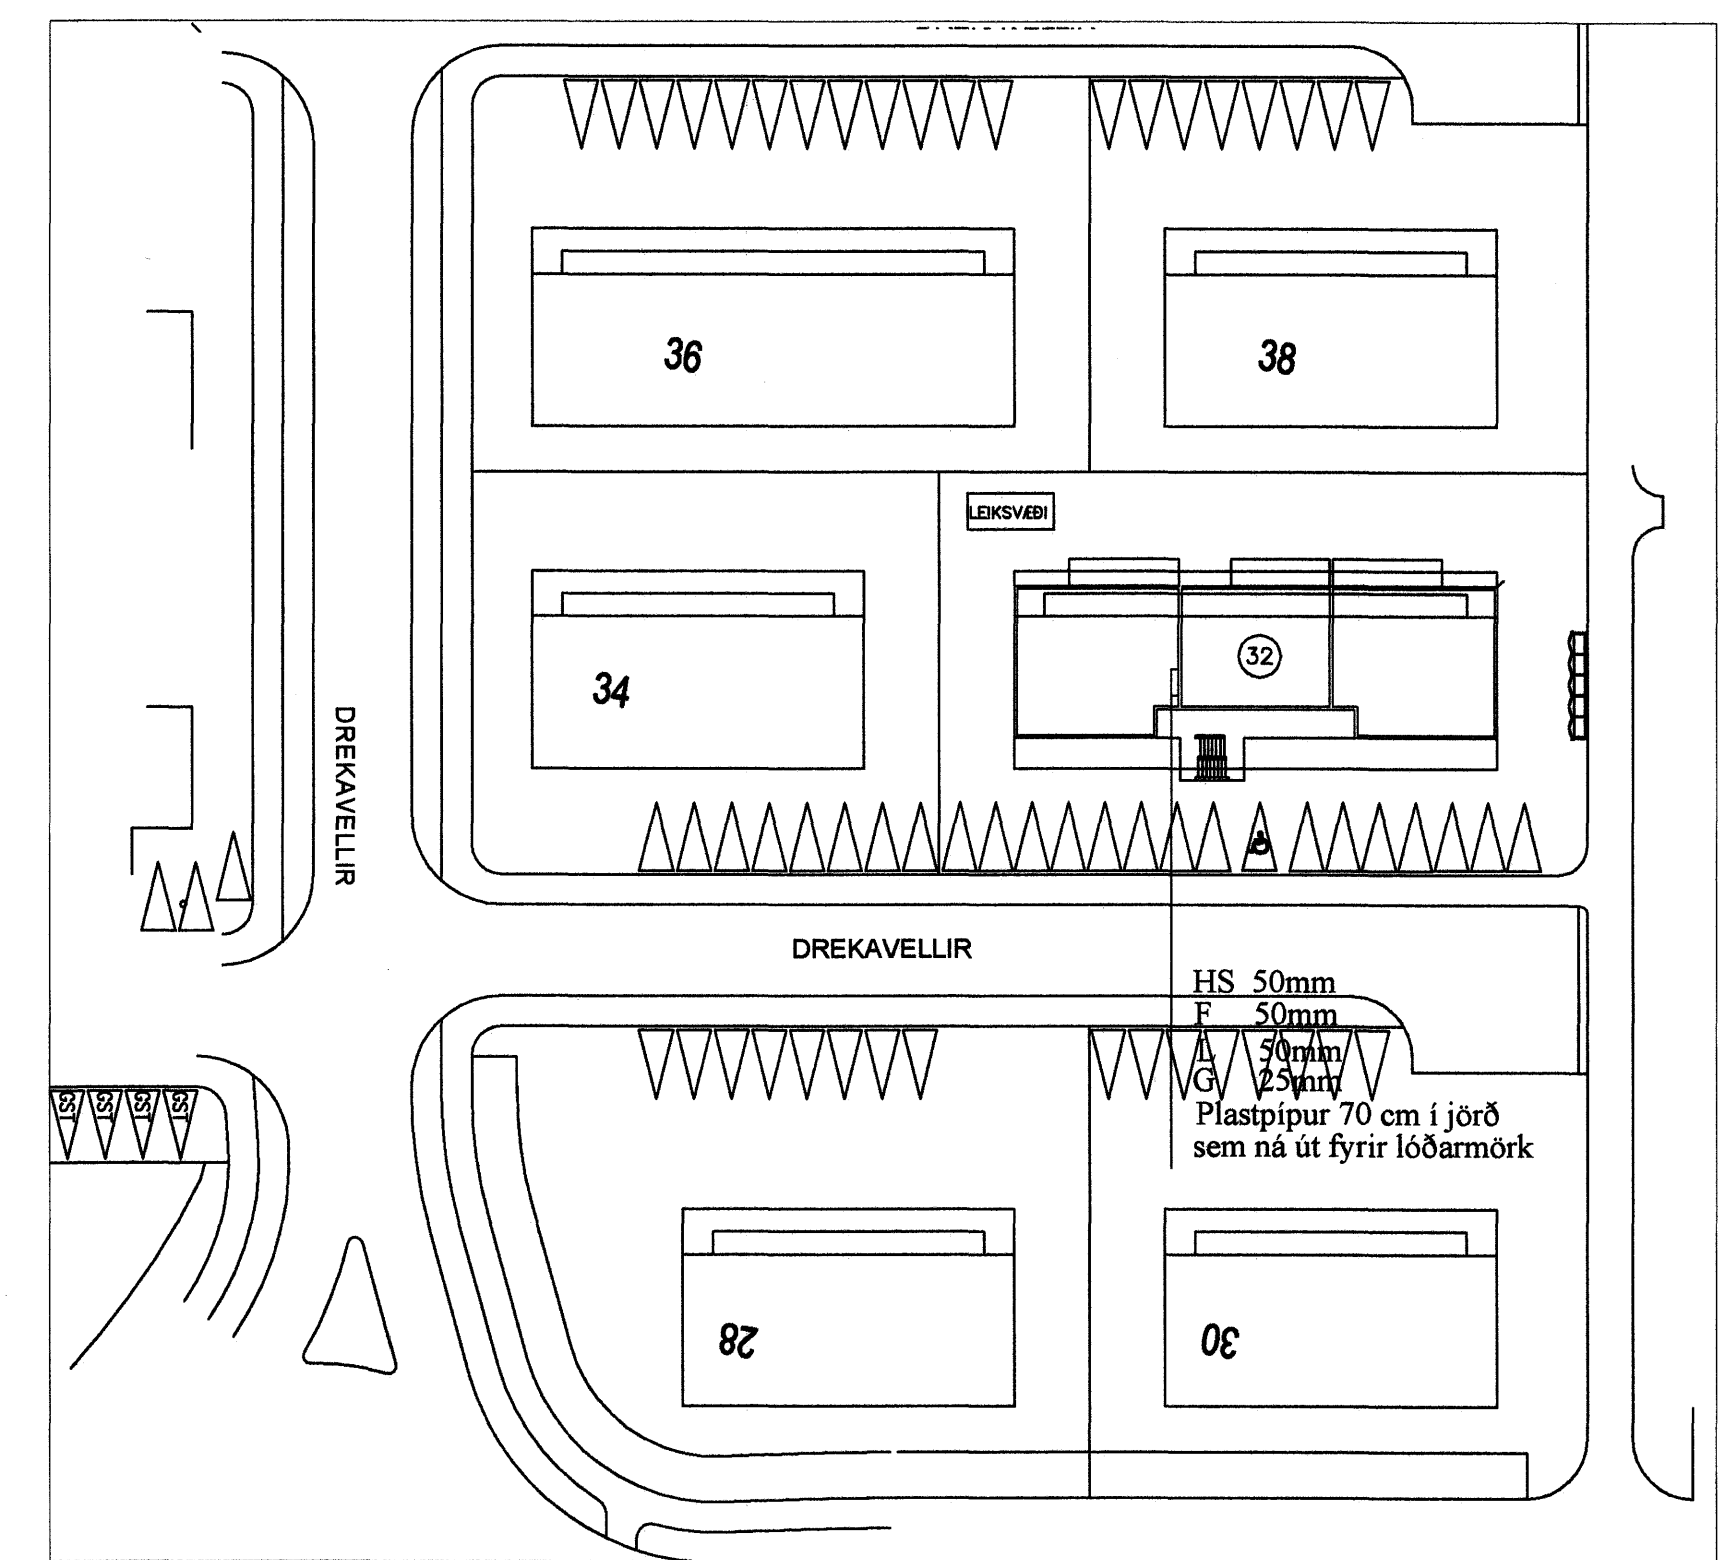 36
38
LEIKSVÆÐI
34
32
DREKAVELLIR
DREKAVELLIR
HS 50mm
F 50mm
L 50mm
G 25mm
Plastpípur 70 cm í jörð
sem ná út fyrir lóðarmörk
GST
GST
GST
GST
28
30